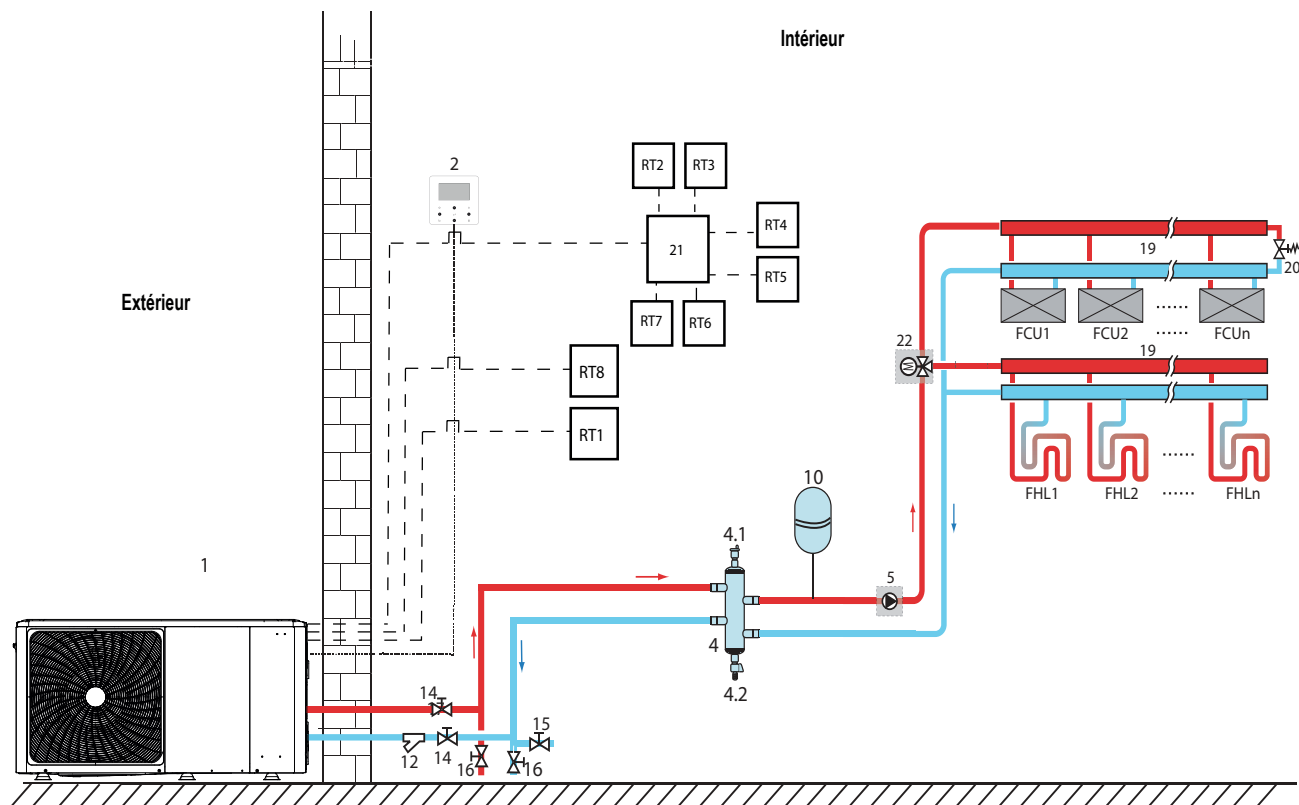 Intérieur
2
RT2
RT3
RT4
21
RT5
RT7
RT6
19
20
Extérieur
FCU1
FCU2
......
......
FCUn
22
19
RT8
RT1
10
FHL1
FHL2
......
......
FHLn
4.1
1
5
4
4.2
14
15
12
14
16
16